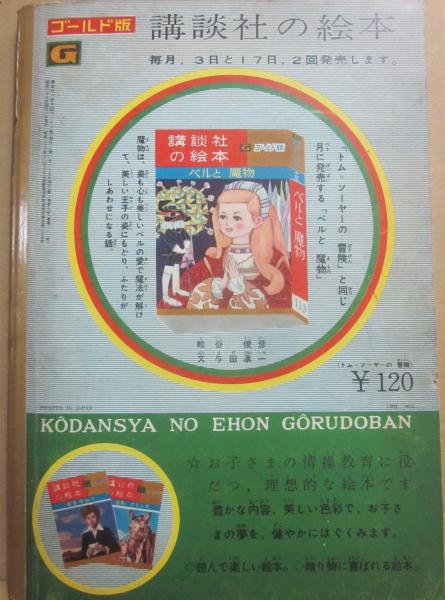 ゴールド版
G
講談社の絵本
毎月，3日と17日，2回発売します。
「トム・ソーヤーの冒険」と同じ
月に発売する「ベルと魔物」
講談社
の絵本
G ゴールド版
ベルと 魔物
ベルと 魔物
113
魔物は、姿も心も美しいベルの愛で魔法が解け
て、美しい王子の姿にもどり、ふたりが
しあわせになる話。
絵 谷 俊彦
文 与田凖一
(トム・ソーヤーの冒険)
¥120
PRINTED IN JAPAN
KÔDANSYA NO EHON GÔRUDOBAN
☆お子さまの情操教育に役
だつ，理想的な絵本です
豊かな内容，美しい色彩で，お子さ
まの夢を，健やかにはぐくみます。
◇読んで楽しい絵本。◇贈り物に喜ばれる絵本。
講談社
の絵本
講談社
の絵本